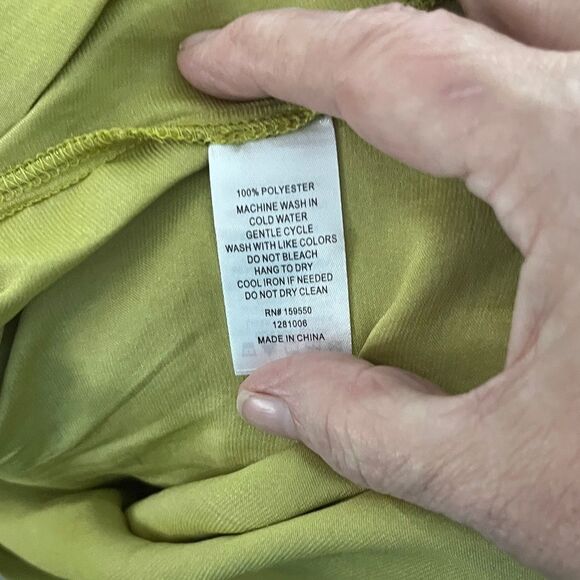 100% POLYESTER
MACHINE WASH IN
COLD WATER
GENTLE CYCLE
WASH WITH LIKE COLORS
DO NOT BLEACH
HANG TO DRY
COOL IRON IF NEEDED
DO NOT DRY CLEAN
RN# 159550
1281006
MADE IN CHINA